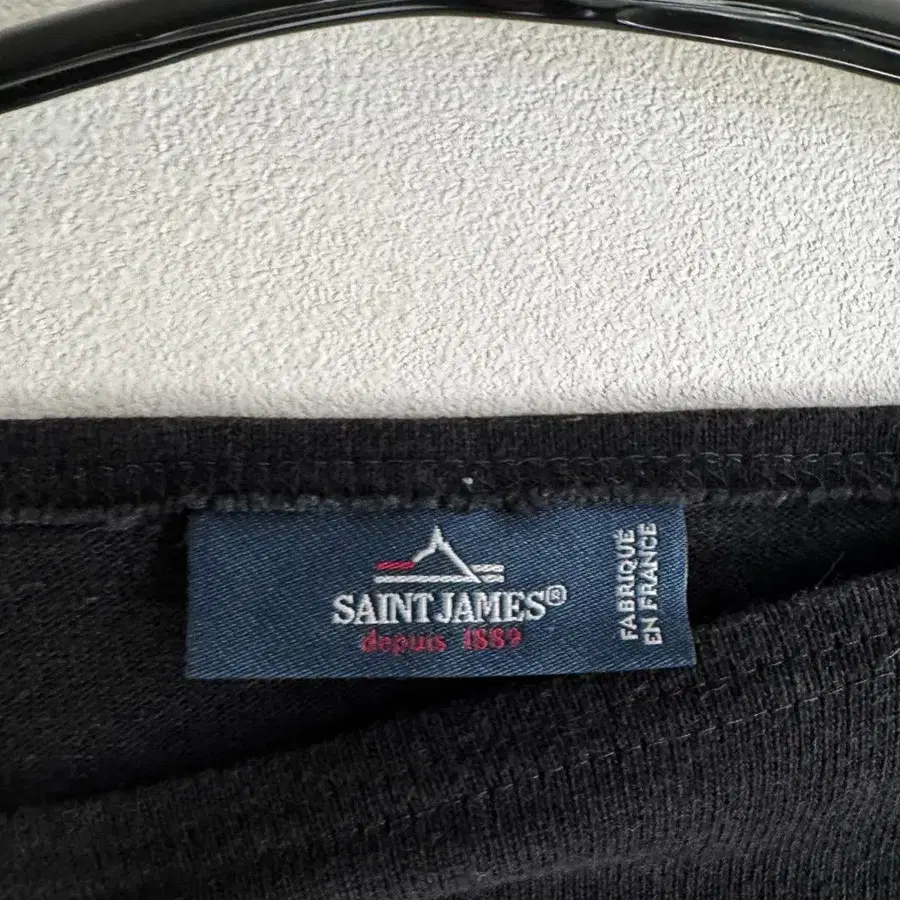 SAINT JAMES®
depuis 1889
FABRIQUÉ
EN FRANCE